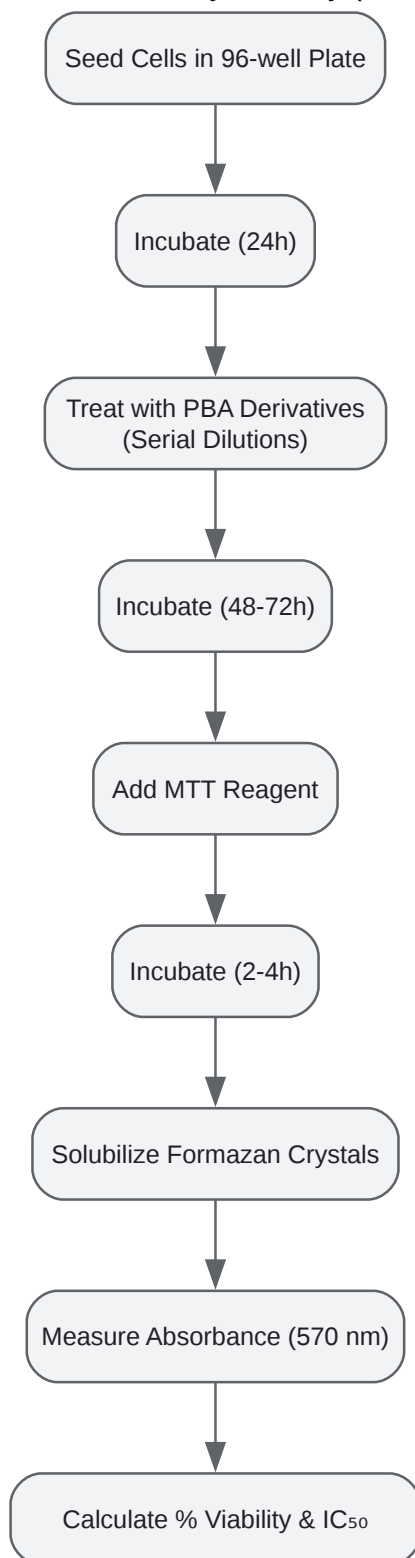 Seed Cells in 96-well Plate
Incubate (24h)
Treat with PBA Derivatives
(Serial Dilutions)
Incubate (48-72h)
Add MTT Reagent
Incubate (2-4h)
Solubilize Formazan Crystals
Measure Absorbance (570 nm)
Calculate % Viability & IC₅₀